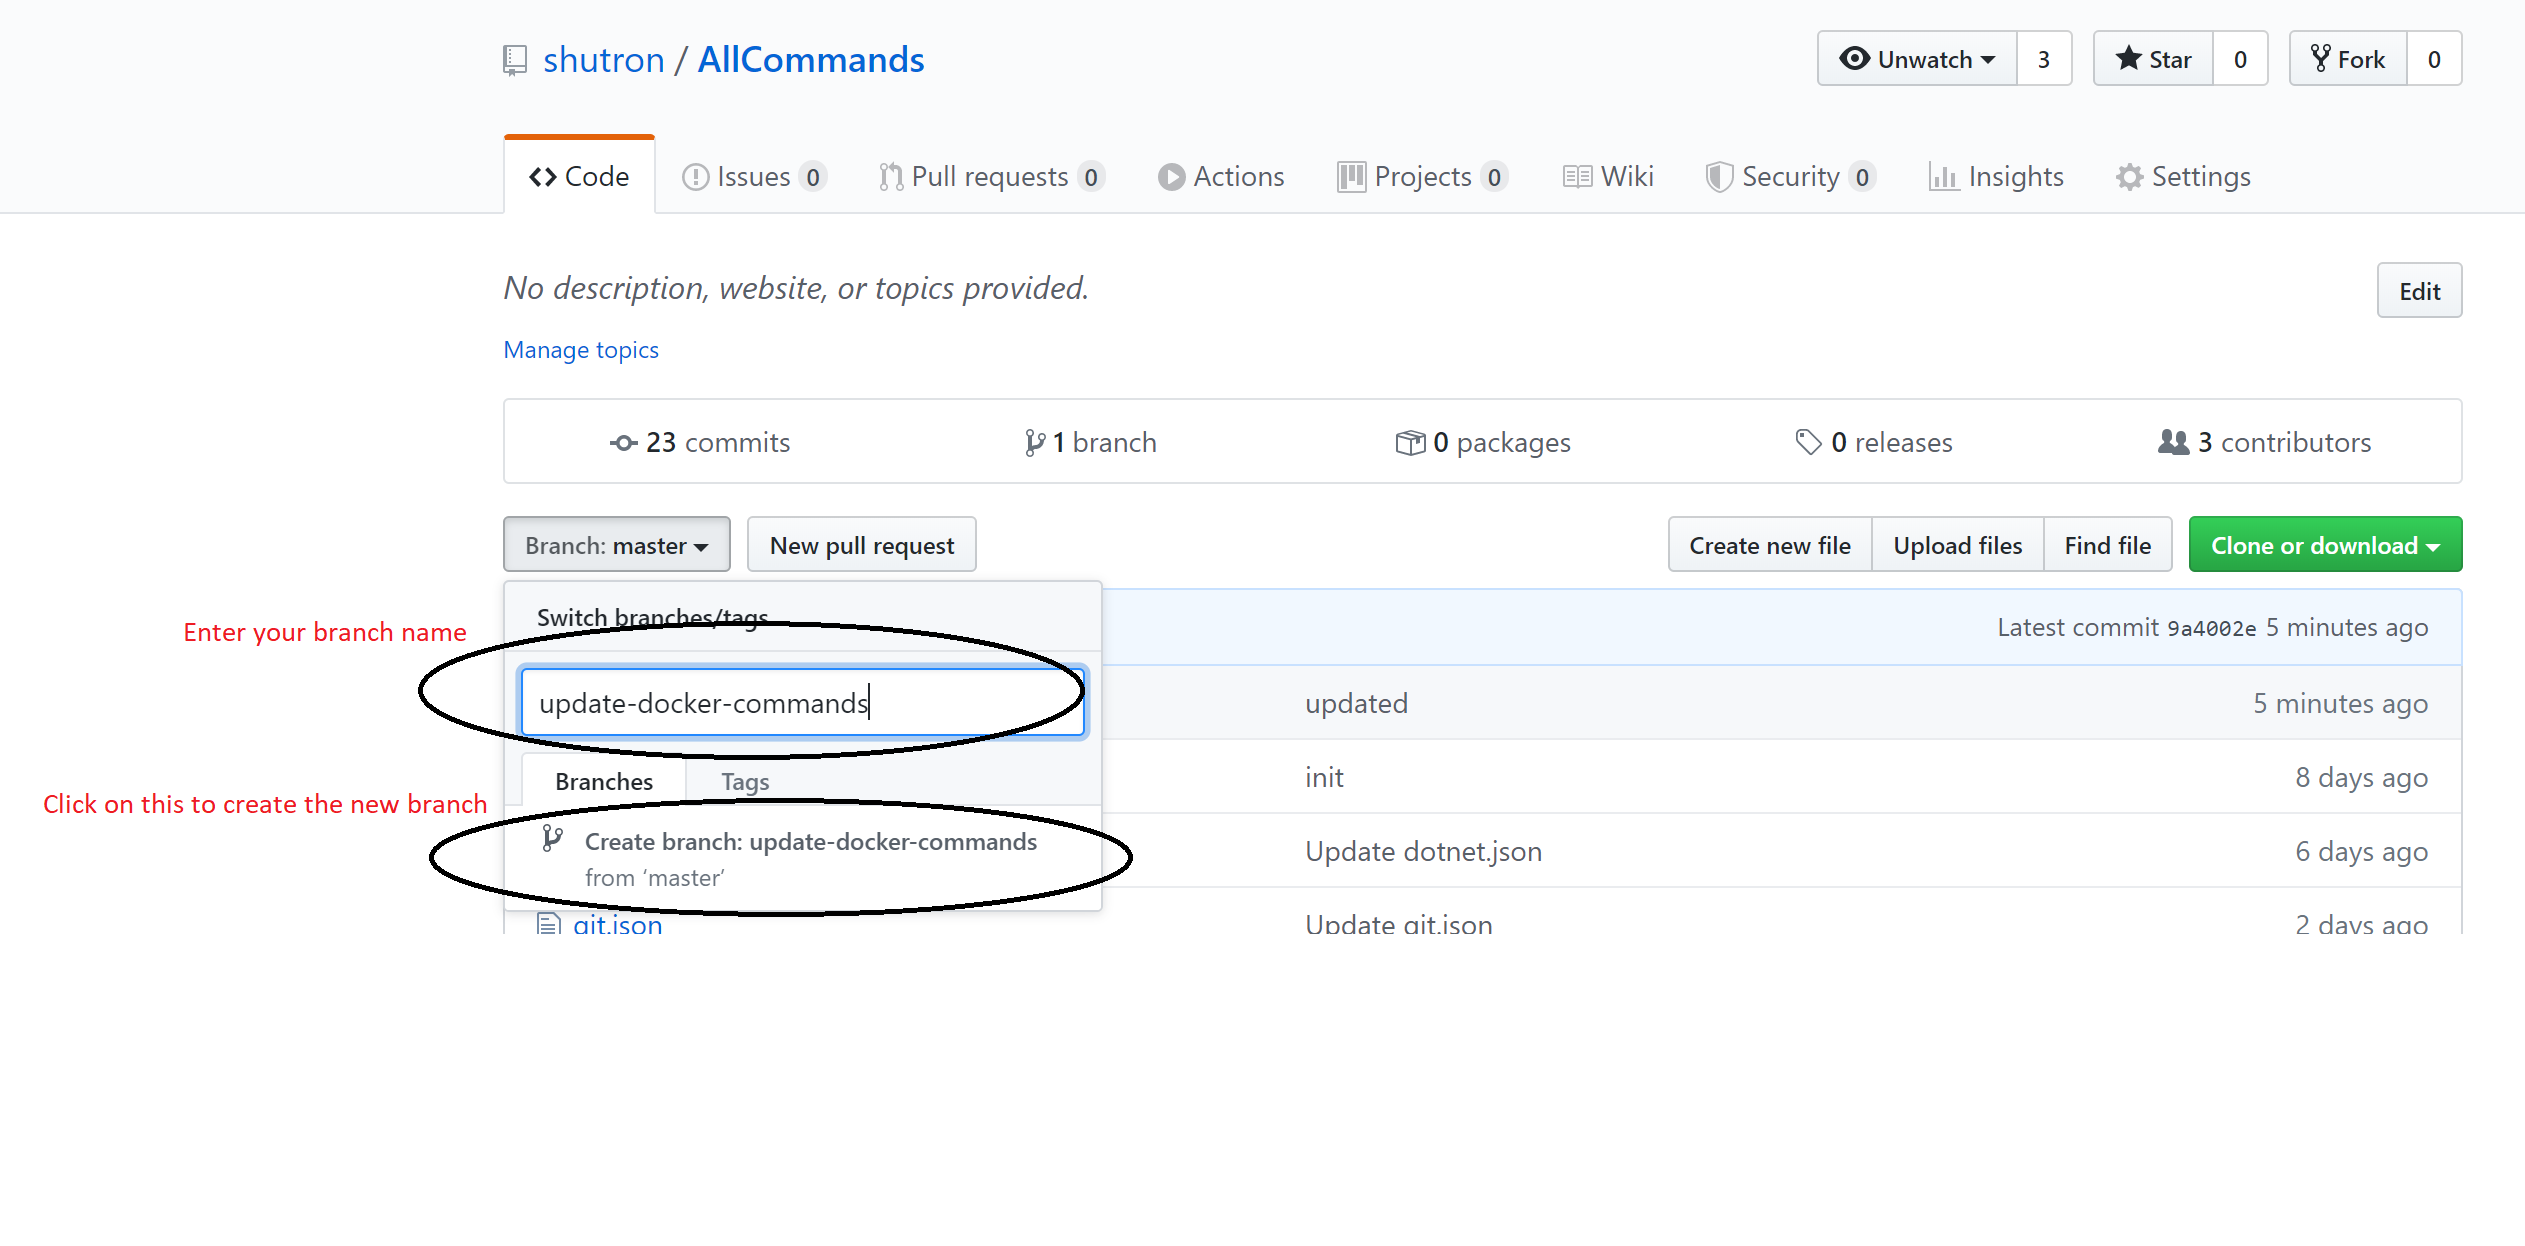 shutron / AllCommands
Unwatch 3 Star 0 Fork 0
Code Issues 0 Pull requests 0 Actions Projects 0 Wiki Security 0 Insights Settings
No description, website, or topics provided.
Edit
Manage topics
23 commits 1 branch 0 packages 0 releases 3 contributors
Branch: master New pull request Create new file Upload files Find file Clone or download
Switch branches/tags
Enter your branch name
Latest commit 9a4002e 5 minutes ago
update-docker-commands
updated 5 minutes ago
Branches Tags
init 8 days ago
Click on this to create the new branch
Create branch: update-docker-commands
from ‘master’
Update dotnet.json 6 days ago
git.json Update git.json 2 days ago